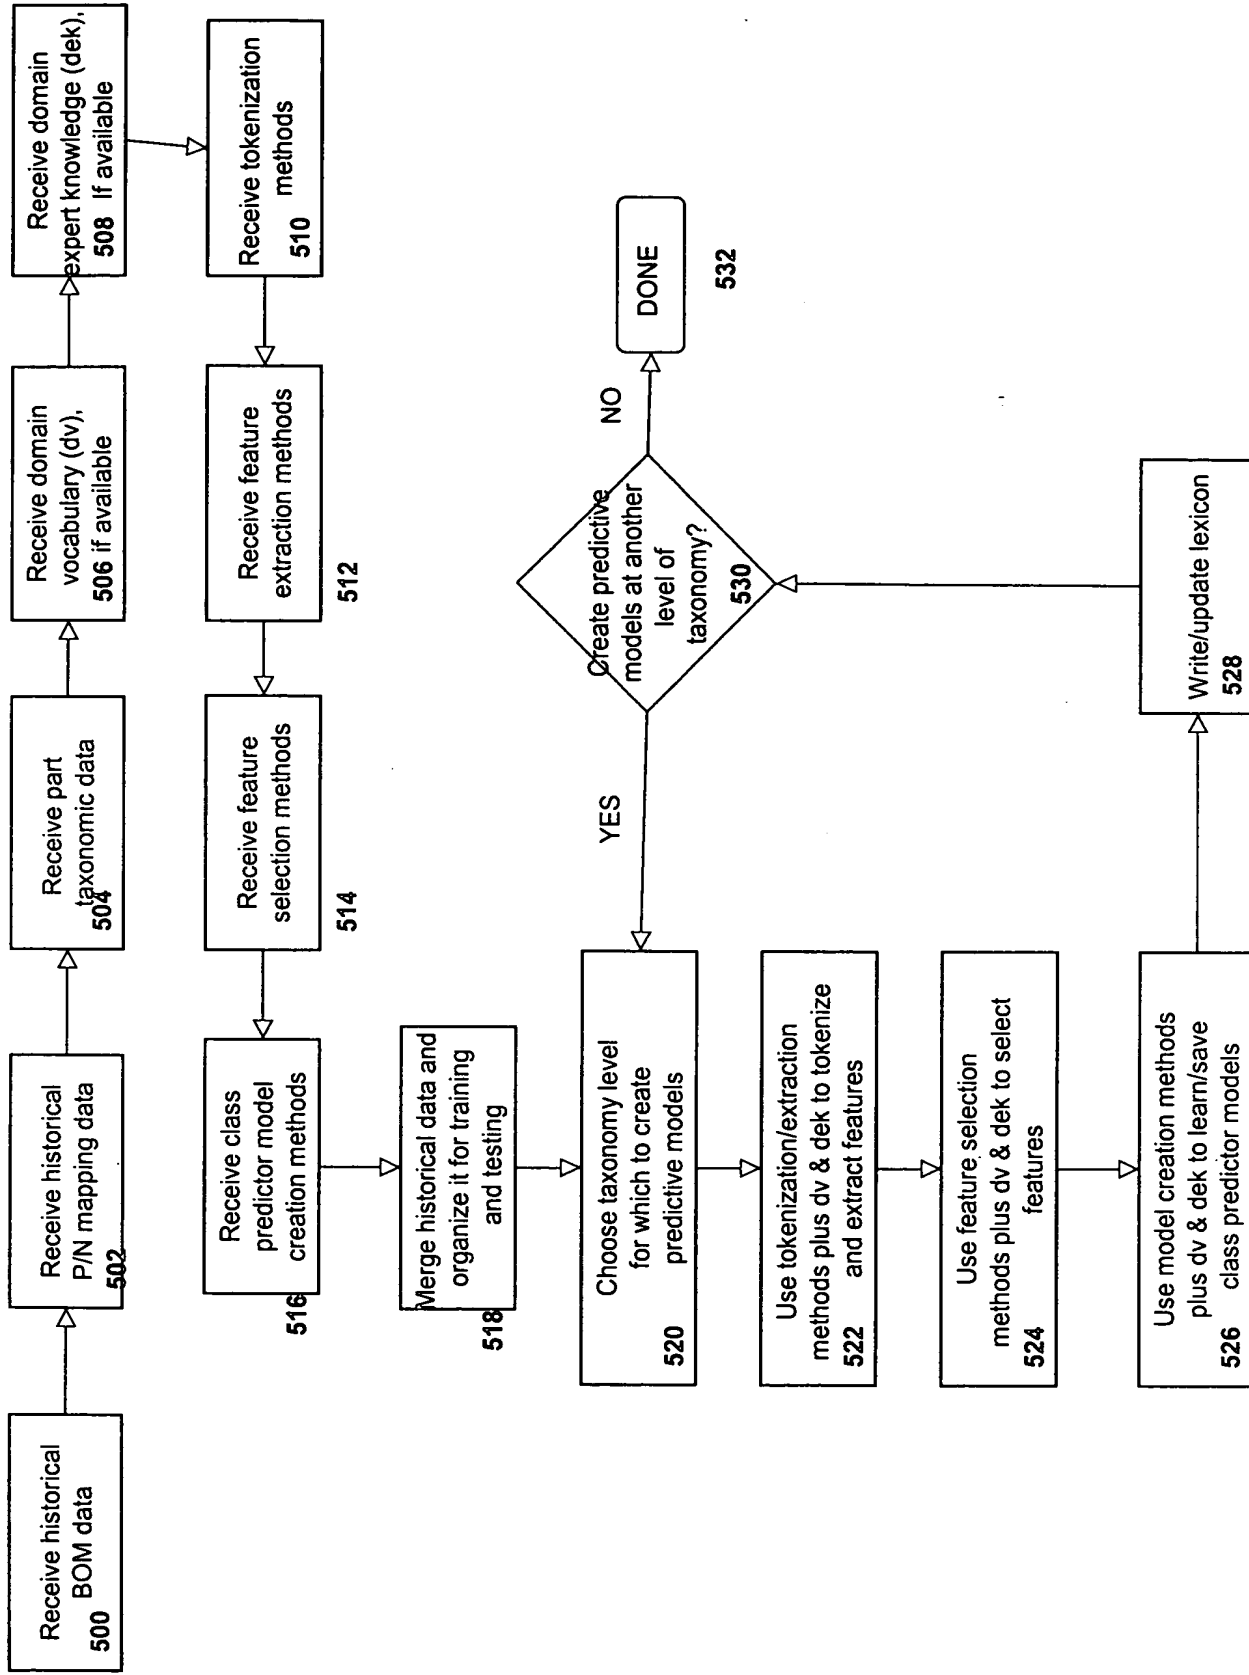 Receive historical
BOM data
500
Receive historical
P/N mapping data
502
Receive part
taxonomic data
504
Receive domain
vocabulary (dv),
506 if available
Receive domain
expert knowledge (dek),
508 If available
Receive tokenization
methods
510
Receive feature
extraction methods
512
Receive feature
selection methods
514
Receive class
predictor model
creation methods
516
Merge historical data and
organize it for training
and testing
518
Choose taxonomy level
for which to create
predictive models
520
Use tokenization/extraction
methods plus dv & dek to tokenize
522 and extract features
Use feature selection
methods plus dv & dek to select
524 features
Use model creation methods
plus dv & dek to learn/save
526 class predictor models
Write/update lexicon
528
Create predictive
models at another
level of
taxonomy?
530
YES
NO
DONE
532